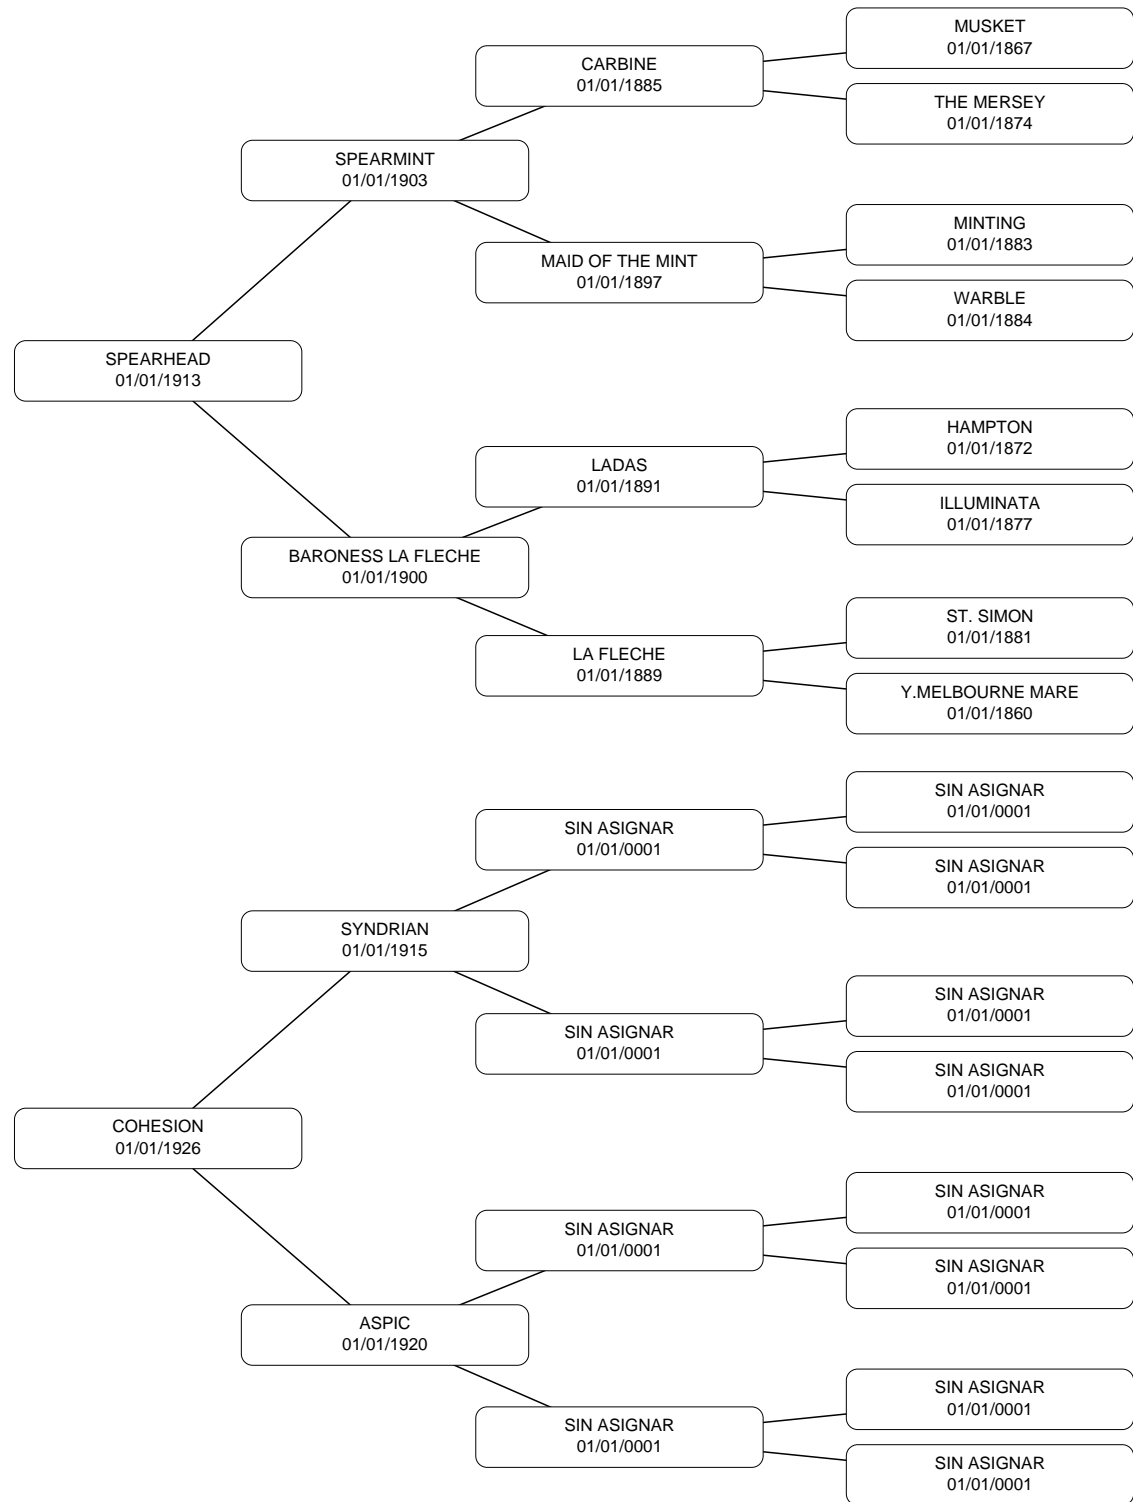 MUSKET
01/01/1867
CARBINE
01/01/1885
THE MERSEY
01/01/1874
SPEARMINT
01/01/1903
MINTING
01/01/1883
MAID OF THE MINT
01/01/1897
WARBLE
01/01/1884
SPEARHEAD
01/01/1913
HAMPTON
01/01/1872
LADAS
01/01/1891
ILLUMINATA
01/01/1877
BARONESS LA FLECHE
01/01/1900
ST. SIMON
01/01/1881
LA FLECHE
01/01/1889
Y.MELBOURNE MARE
01/01/1860
SIN ASIGNAR
01/01/0001
SIN ASIGNAR
01/01/0001
SIN ASIGNAR
01/01/0001
SYNDRIAN
01/01/1915
SIN ASIGNAR
01/01/0001
SIN ASIGNAR
01/01/0001
SIN ASIGNAR
01/01/0001
COHESION
01/01/1926
SIN ASIGNAR
01/01/0001
SIN ASIGNAR
01/01/0001
SIN ASIGNAR
01/01/0001
ASPIC
01/01/1920
SIN ASIGNAR
01/01/0001
SIN ASIGNAR
01/01/0001
SIN ASIGNAR
01/01/0001